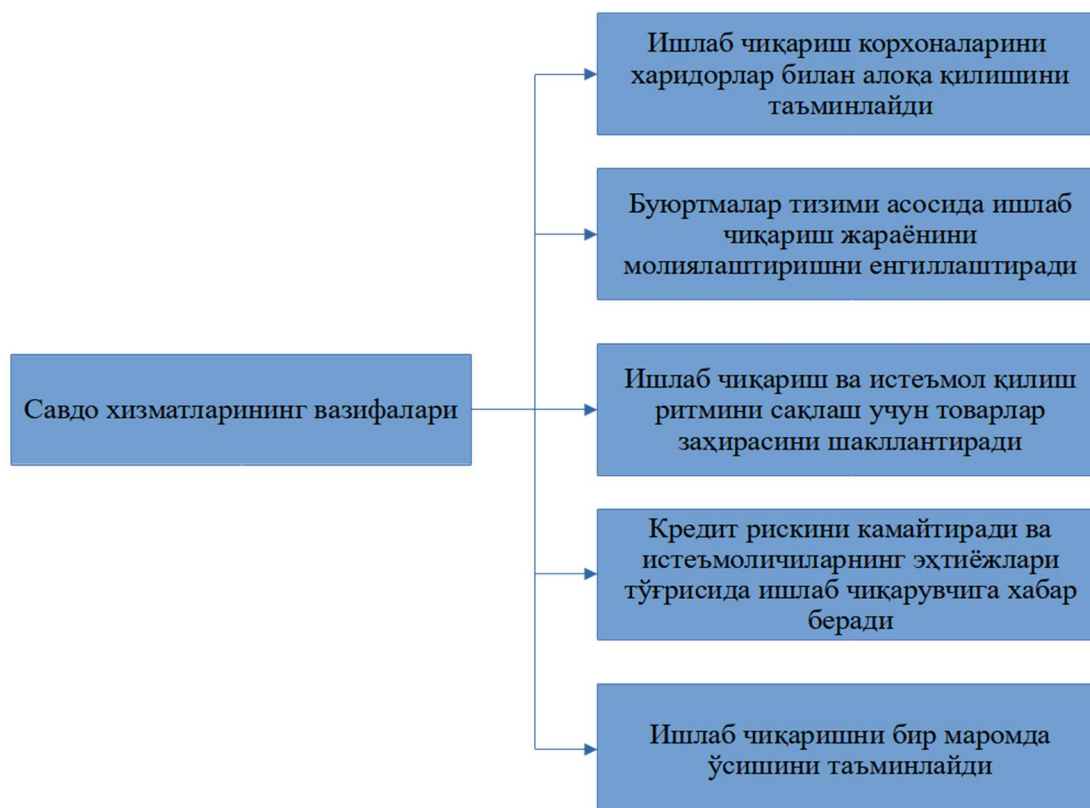 Савдо хизматларининг вазифалари
Ишлаб чиқариш корхоналарини
харидорлар билан алоқа қилишини
таъминлайди
Буюртмалар тизими асосида ишлаб
чиқариш жараёнини
молиялаштиришни енгиллаштиради
Ишлаб чиқариш ва истеъмол қилиш
ритмини сақлаш учун товарлар
заҳирасини шакллантиради
Кредит рискини камайтиради ва
истеъмоличиларнинг эҳтиёжлари
тўғрисида ишлаб чиқарувчига хабар
беради
Ишлаб чиқаришни бир маромда
ўсишини таъминлайди